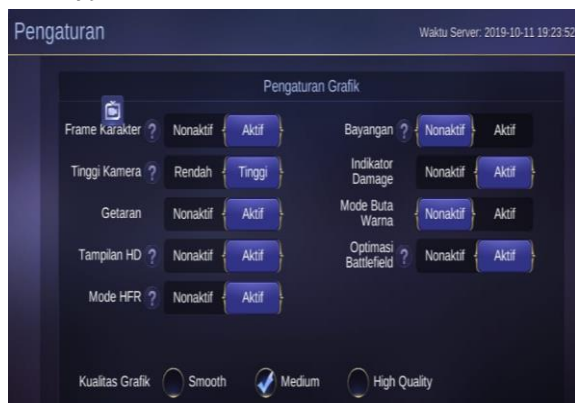 Pengaturan
Waktu Server: 2019-10-11 19:23:52
Pengaturan Grafik
Frame Karakter ? Nonaktif Aktif
Bayangan ? Nonaktif Aktif
Tinggi Kamera ? Rendah Tinggi
Indikator
Damage
Nonaktif Aktif
Getaran Nonaktif Aktif
Mode Buta
Warna
Nonaktif Aktif
Tampilan HD ? Nonaktif Aktif
Optimasi
Battlefield
? Nonaktif Aktif
Mode HFR ? Nonaktif Aktif
Kualitas Grafik Smooth Medium High Quality